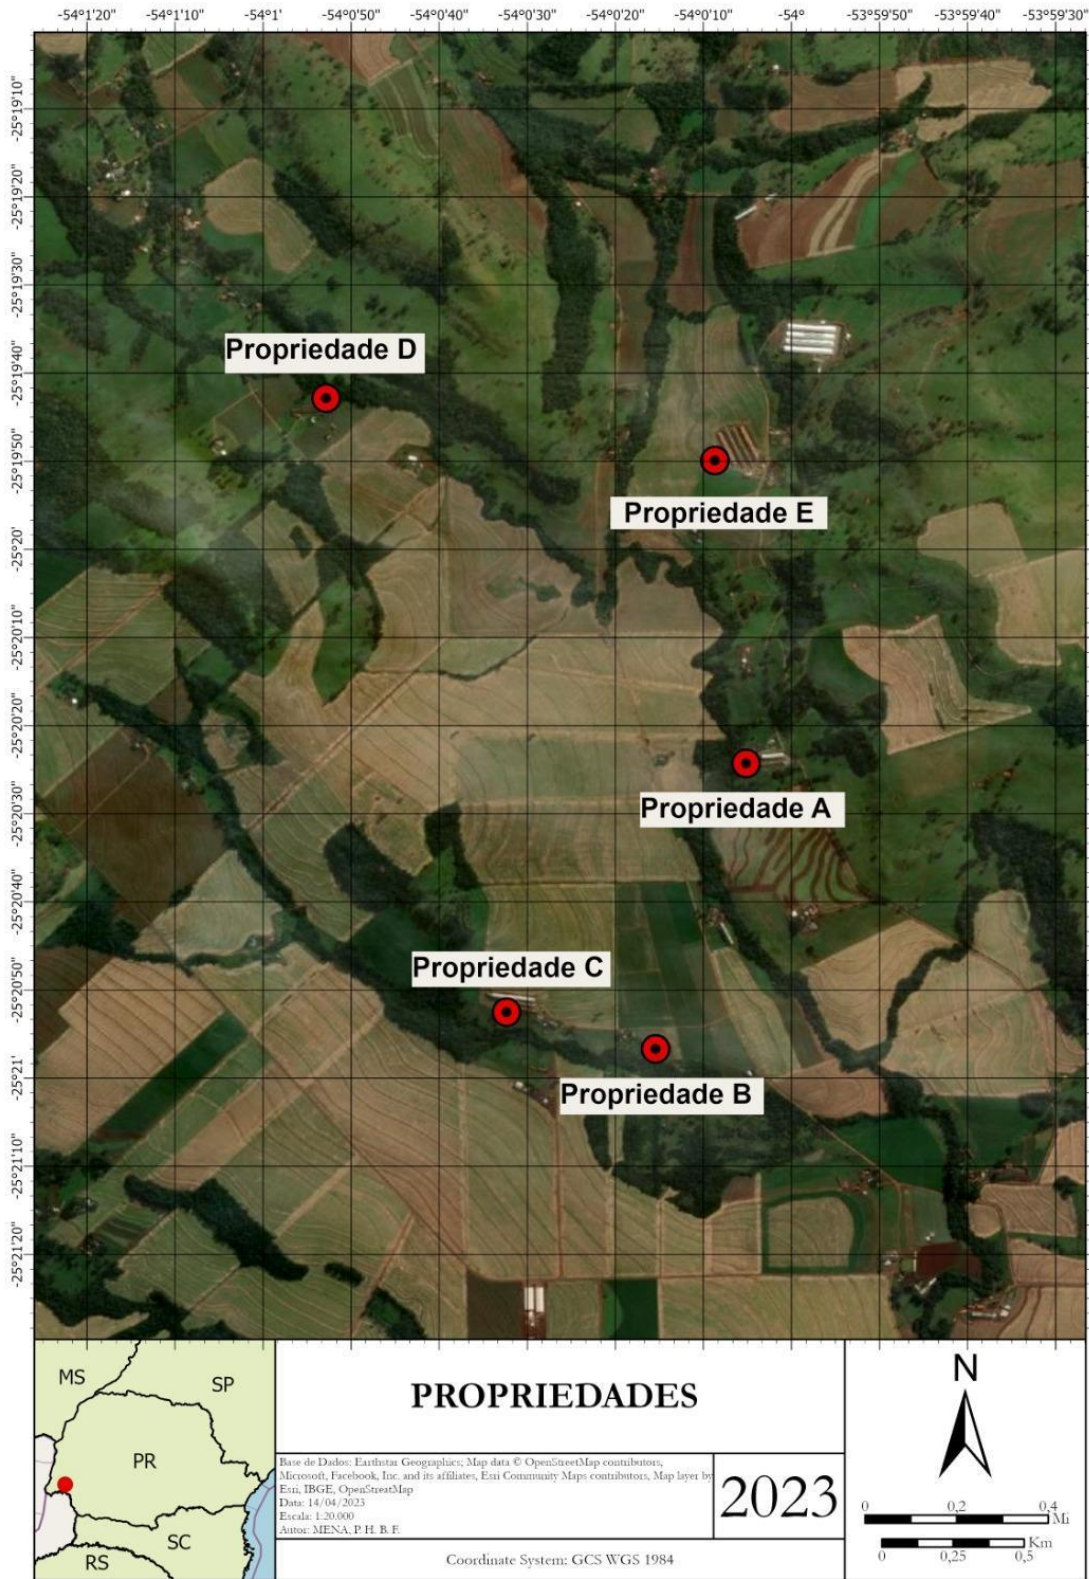 -54°1'20"
-54°1'10"
-54°1'
-54°0'50"
-54°0'40"
-54°0'30"
-54°0'20"
-54°0'10"
-54°
-53°59'50"
-53°59'40"
-53°59'30"
-25°19'10"
-25°19'20"
-25°19'30"
-25°19'40"
-25°19'50"
-25°20'
-25°20'10"
-25°20'20"
-25°20'30"
-25°20'40"
-25°20'50"
-25°21'
-25°21'10"
-25°21'20"
Propriedade D
Propriedade E
Propriedade A
Propriedade C
Propriedade B
MS
SP
PR
SC
RS
PROPRIEDADES
Base de Dados: Earthstar Geographics; Map data © OpenStreetMap contributors,
Microsoft, Facebook, Inc. and its affiliates, Esri Community Maps contributors, Map layer by
Esri, IBGE, OpenStreatMap
Data: 14/04/2023
Escala: 1:20.000
Autor: MENA, P. H. B. F.
2023
Coordinate System: GCS WGS 1984
N
0 0,2 0,4
Mi
Km
0 0,25 0,5